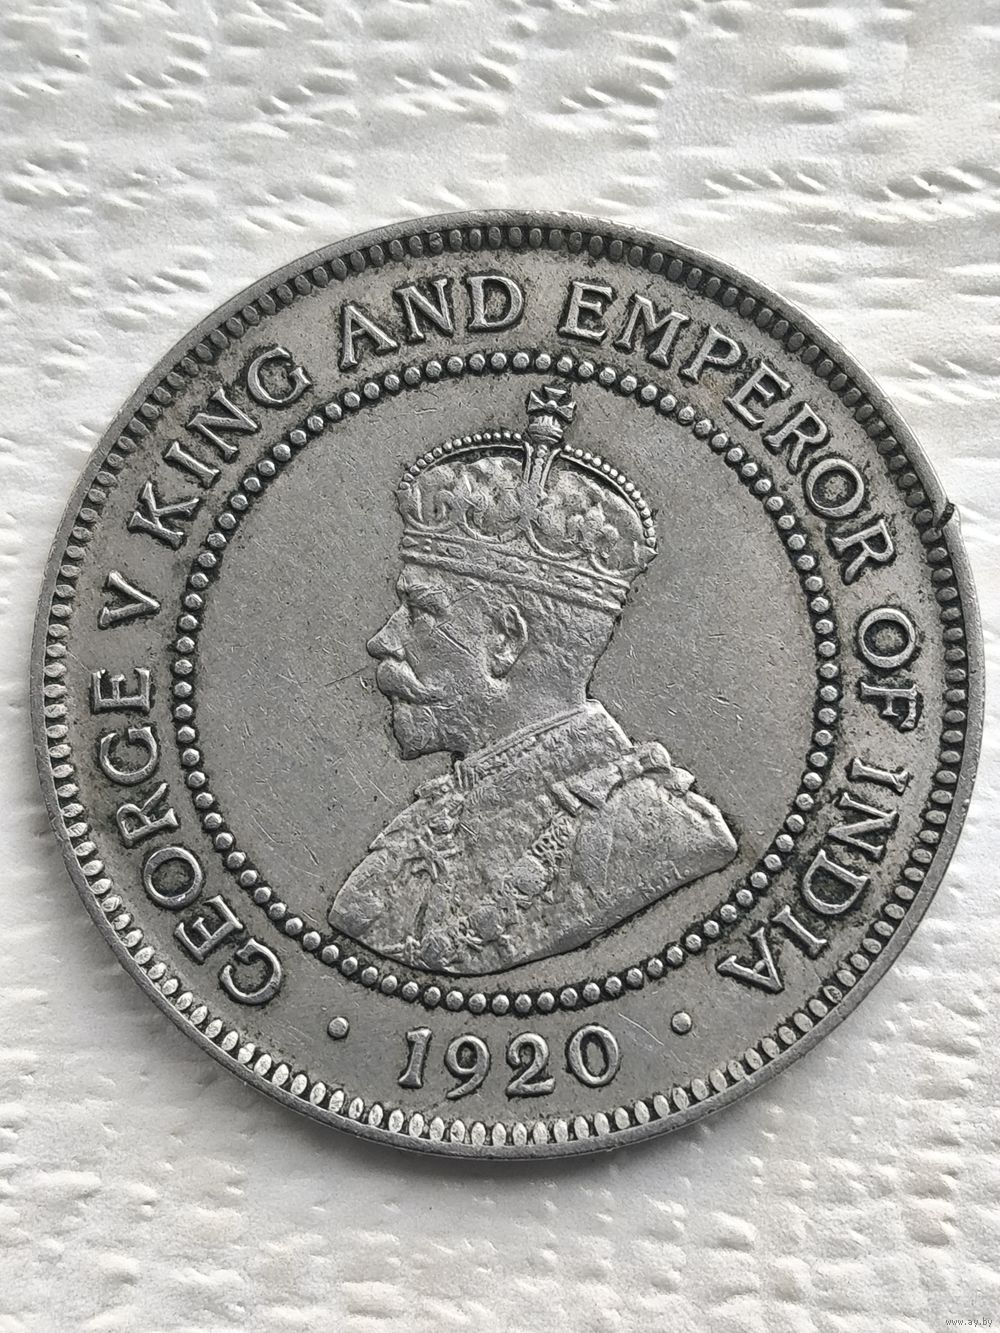 GEORGE V KING AND EMPEROR OF INDIA
· 1920 ·
www.ay.by